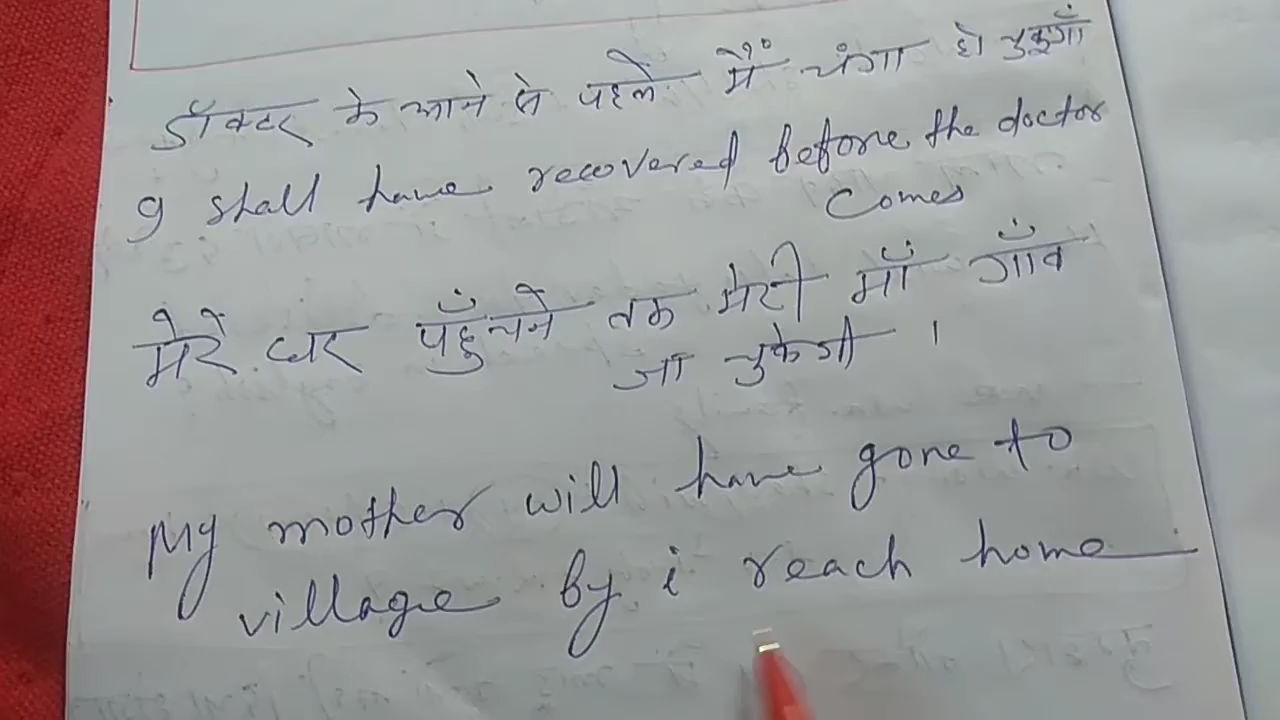 डॉक्टर के आने से पहले मैं चंगा हो चुकूगाँ
I shall have recovered before the doctor
comes
मेरे घर पहुँचने तक मेरी माँ गाँव
जा चुकेगी ।
My mother will have gone to
village by i reach home